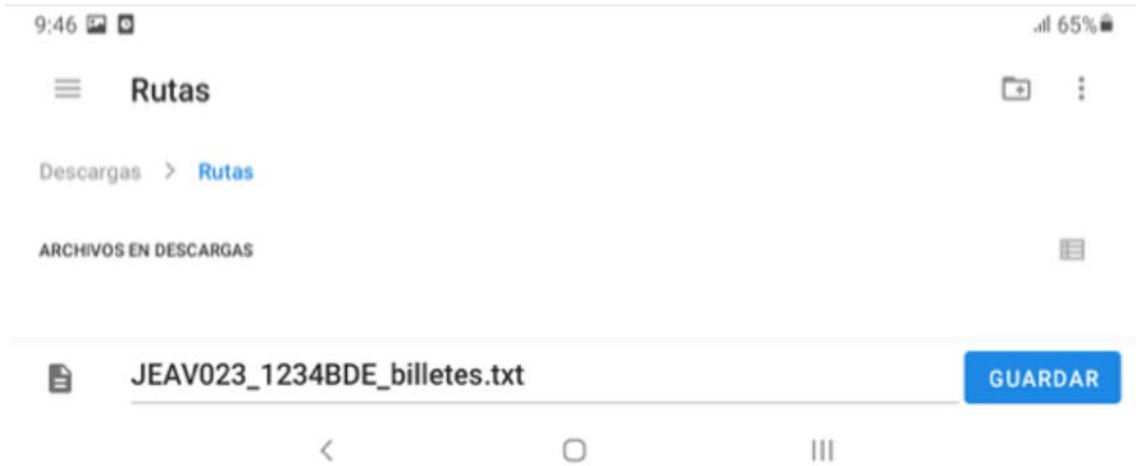 9:46 65%
Rutas
Descargas > Rutas
ARCHIVOS EN DESCARGAS
JEAV023_1234BDE_billetes.txt GUARDAR